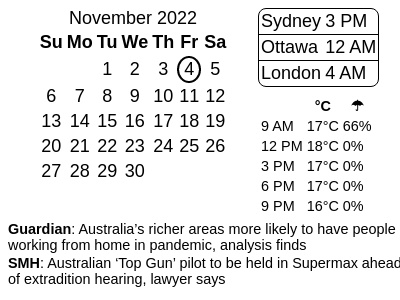 November 2022
Su Mo Tu We Th Fr Sa
1 2 3 4 5
6 7 8 9 10 11 12
13 14 15 16 17 18 19
20 21 22 23 24 25 26
27 28 29 30
Sydney 3 PM
Ottawa 12 AM
London 4 AM
°C ☂
9 AM 17°C 66%
12 PM 18°C 0%
3 PM 17°C 0%
6 PM 17°C 0%
9 PM 16°C 0%
Guardian: Australia’s richer areas more likely to have people
working from home in pandemic, analysis finds
SMH: Australian ‘Top Gun’ pilot to be held in Supermax ahead
of extradition hearing, lawyer says